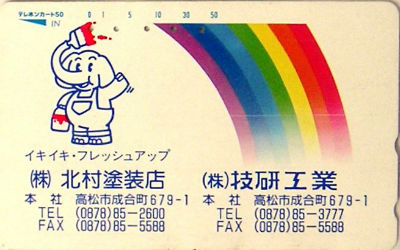 テレホンカード50 0 1 5 10 30 50
IN
イキイキ・フレッシュアップ
(株) 北村塗装店 (株) 技研工業
本 社 高松市成合町679-1 本 社 高松市成合町679-1
TEL (0878)85-2600 TEL (0878)85-3777
FAX (0878)85-5588 FAX (0878)85-5588